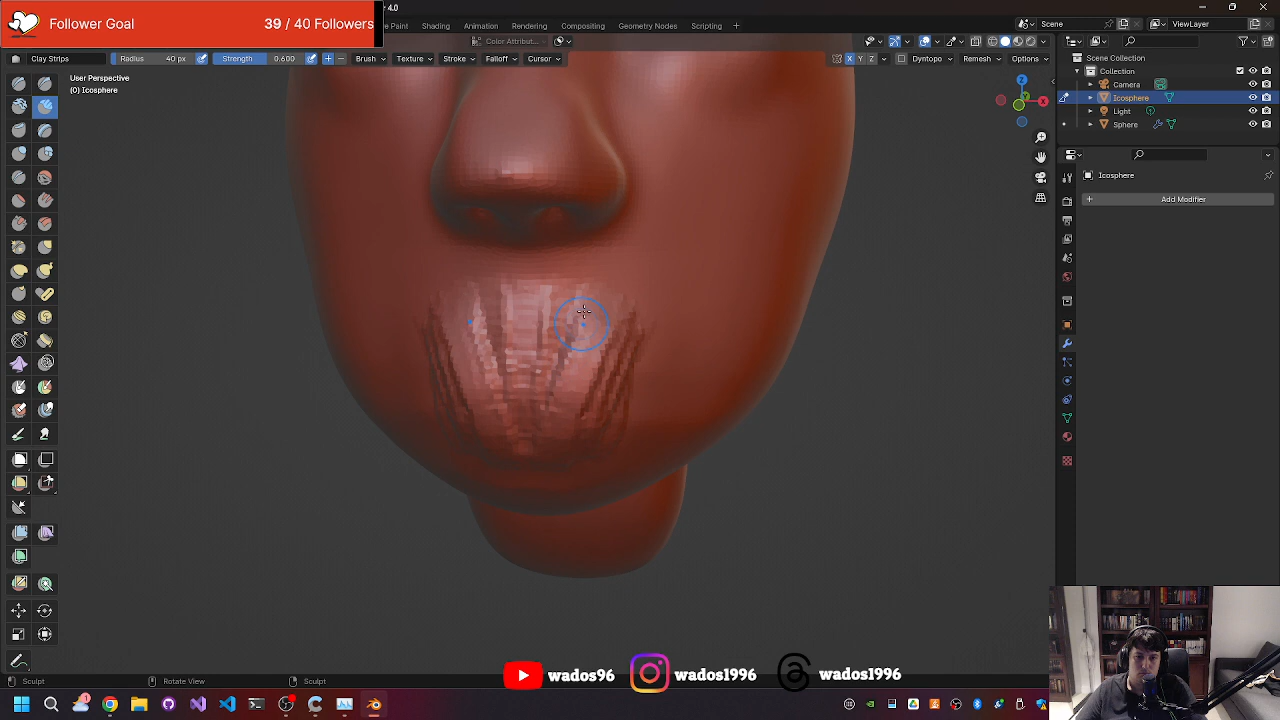 Follower Goal 39 / 40 Followers
4.0
e Paint Shading Animation Rendering Compositing Geometry Nodes Scripting +
Scene ViewLayer
Color Attribut...
Clay Strips Radius 40 px Strength 0.600 Brush Texture Stroke Falloff Cursor X Y Z Dyntopo Remesh Options
User Perspective
(0) Icosphere
Z
X
Scene Collection
Collection
Camera
Icosphere
Light
Sphere
Icosphere
Add Modifier
wados96 wados1996 wados1996
Sculpt Rotate View Sculpt